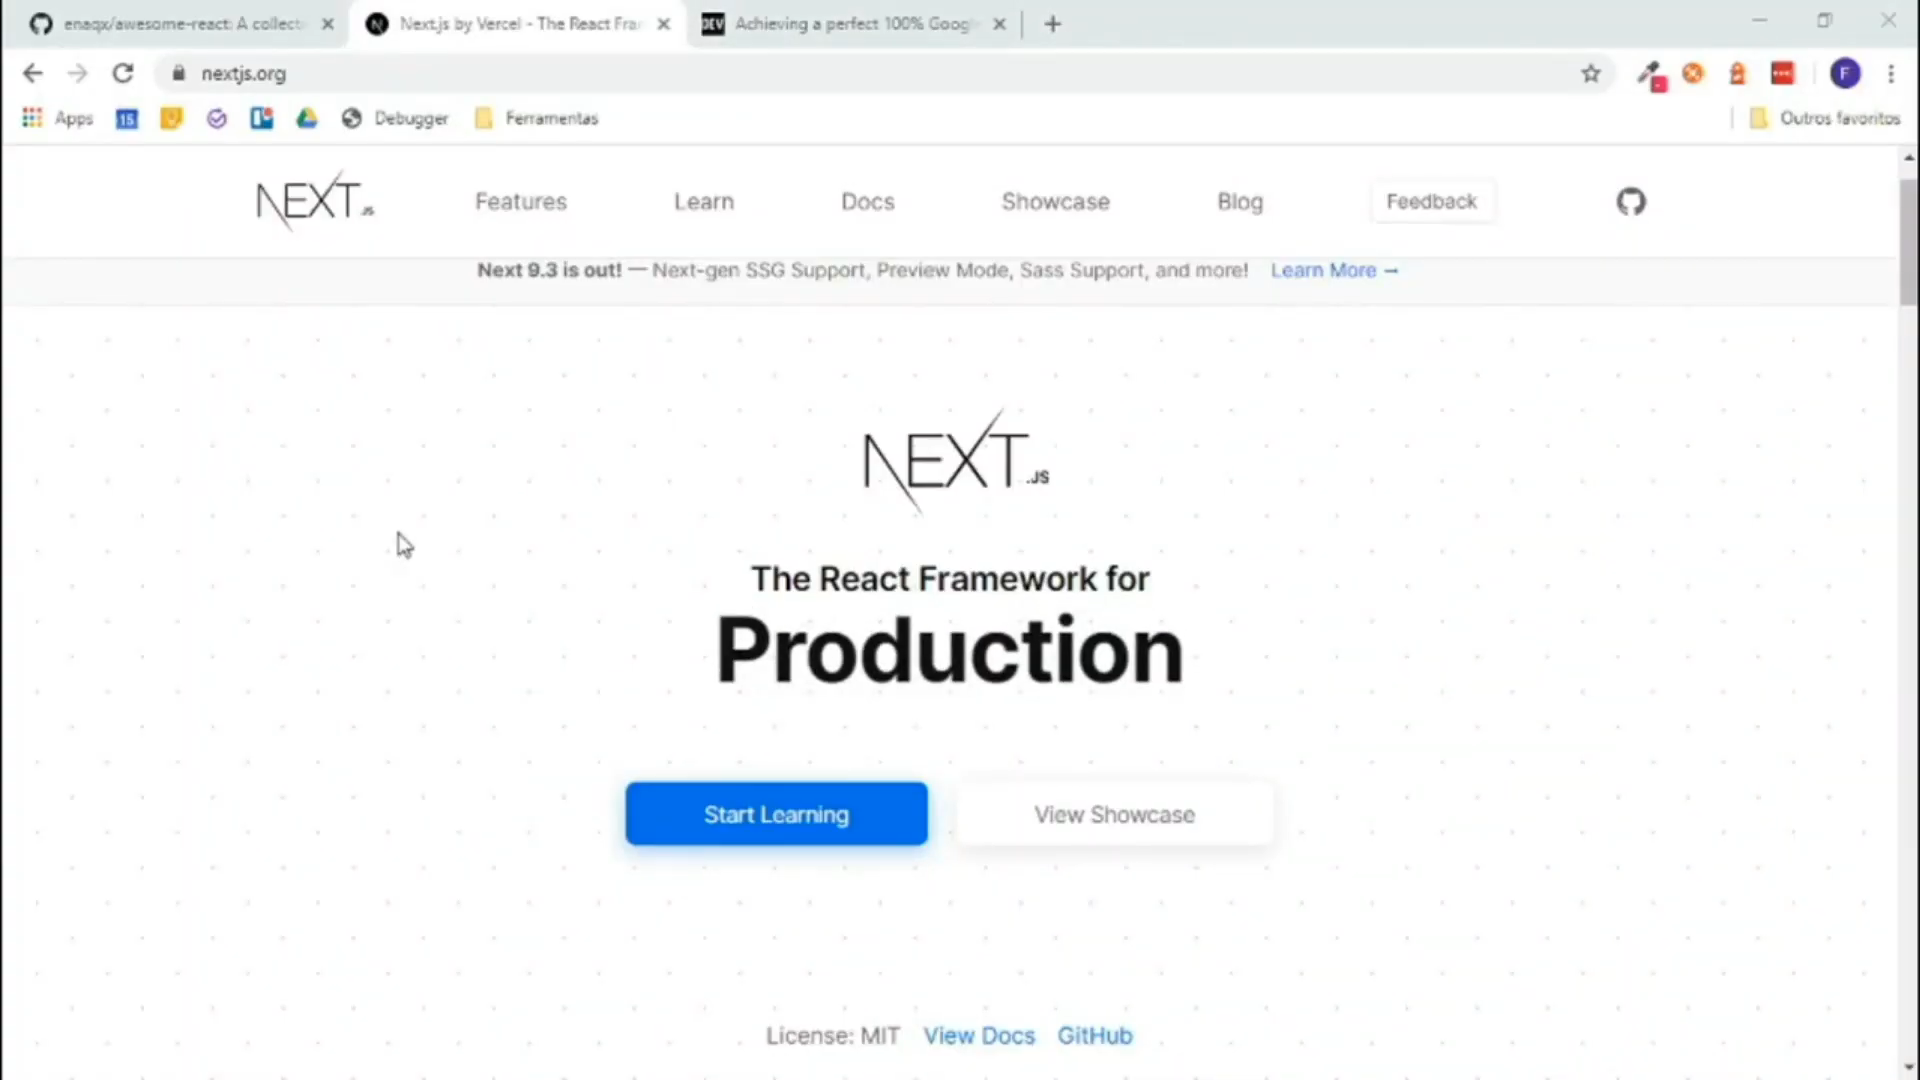 enaqx/awesome-react: A collect
Next.js by Vercel - The React Fra
DEV Achieving a perfect 100% Goog
nextjs.org
F
Apps
15
Debugger
Ferramentas
Outros favoritos
NEXT.JS
Features
Learn
Docs
Showcase
Blog
Feedback
Next 9.3 is out! — Next-gen SSG Support, Preview Mode, Sass Support, and more! Learn More →
NEXT.JS
The React Framework for
Production
Start Learning
View Showcase
License: MIT View Docs GitHub